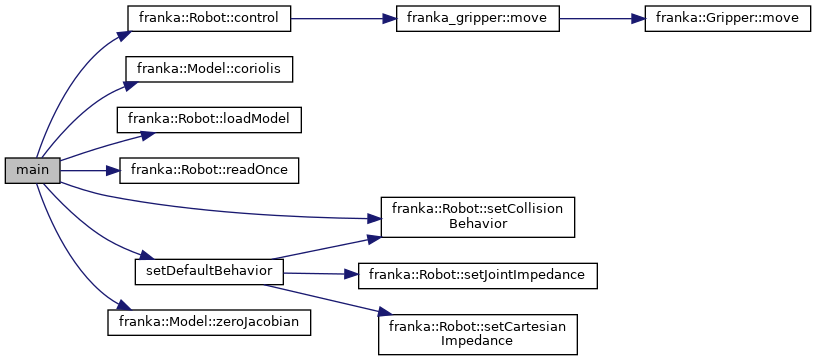 franka::Robot::control
franka_gripper::move
franka::Gripper::move
franka::Model::coriolis
franka::Robot::loadModel
main
franka::Robot::readOnce
franka::Robot::setCollision
Behavior
setDefaultBehavior
franka::Robot::setJointImpedance
franka::Model::zeroJacobian
franka::Robot::setCartesian
Impedance